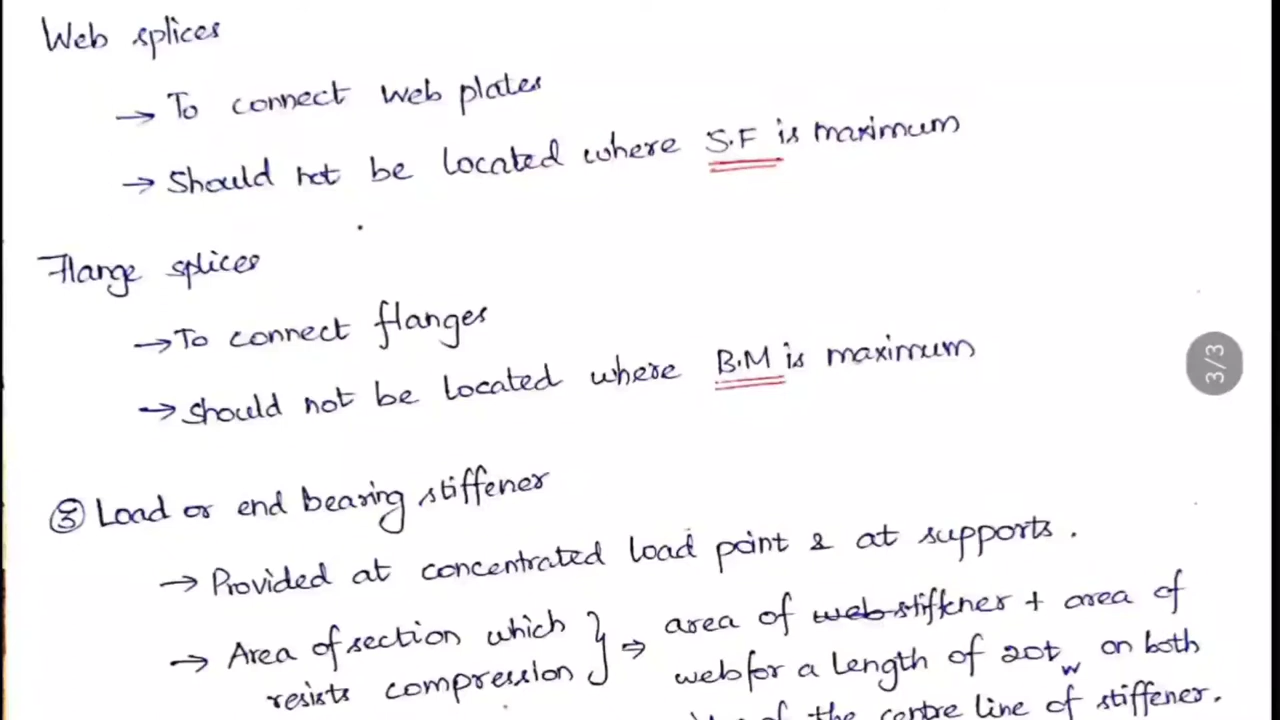 Web splices
→ To connect web plates
→ Should not be located where S.F is maximum
Flange splices
→ To connect flanges
→ Should not be located where B.M is maximum
3/3
③ Load or end bearing stiffener
→ Provided at concentrated load point & at supports.
→ Area of section which } ⇒ area of web stiffener + area of
resists compression web for a length of 20tw on both
of the centre line of stiffener.